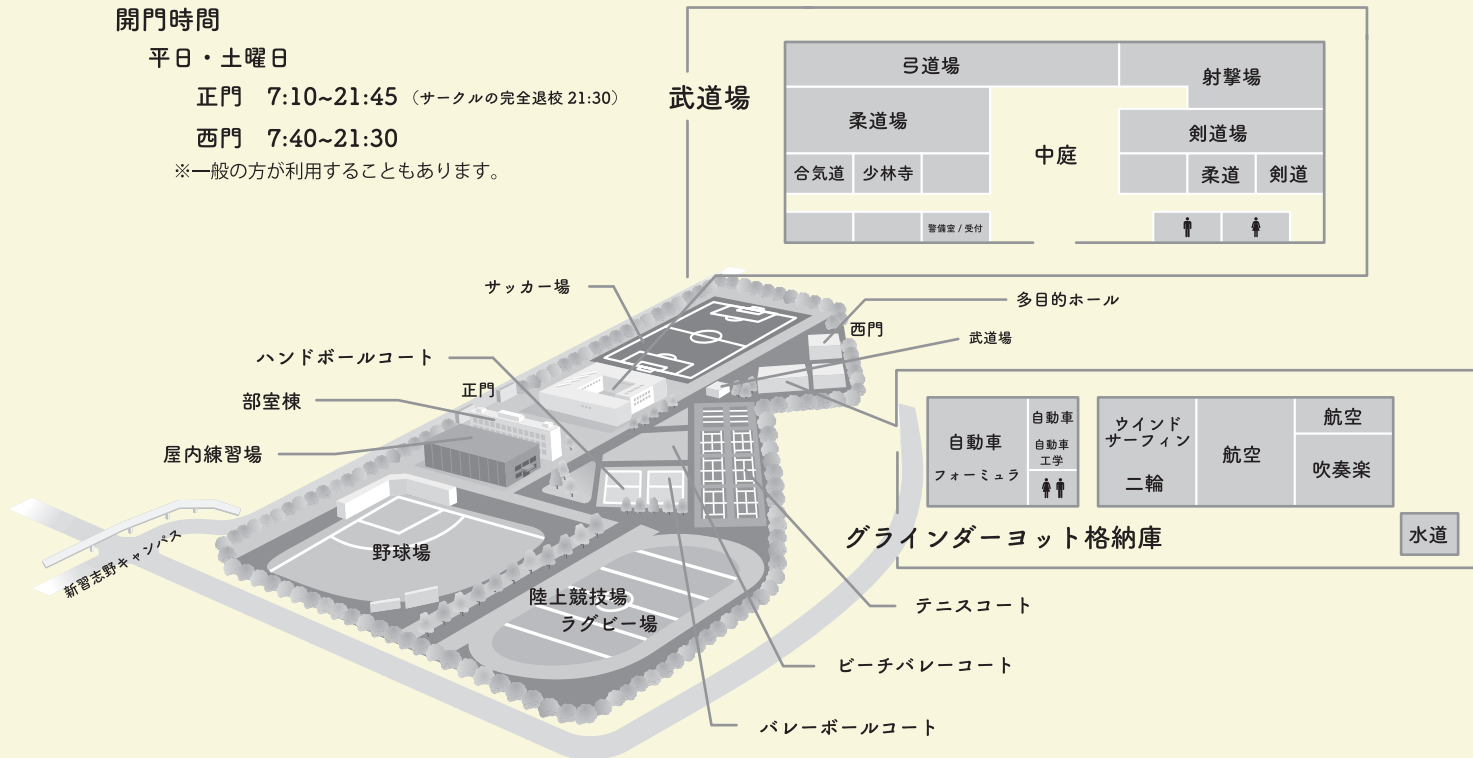 開門時間
平日・土曜日
正門 7:10~21:45 (サークルの完全退校 21:30)
西門 7:40~21:30
※一般の方が利用することもあります。
武道場
弓道場
射撃場
柔道場
剣道場
中庭
合気道
少林寺
柔道
剣道
警備室 / 受付
サッカー場
多目的ホール
西門
武道場
ハンドボールコート
正門
部室棟
屋内練習場
自動車
フォーミュラ
自動車
自動車
工学
ウインド
サーフィン
二輪
航空
航空
吹奏楽
グラインダーヨット格納庫
水道
新習志野キャンパス
野球場
陸上競技場
ラグビー場
テニスコート
ビーチバレーコート
バレーボールコート